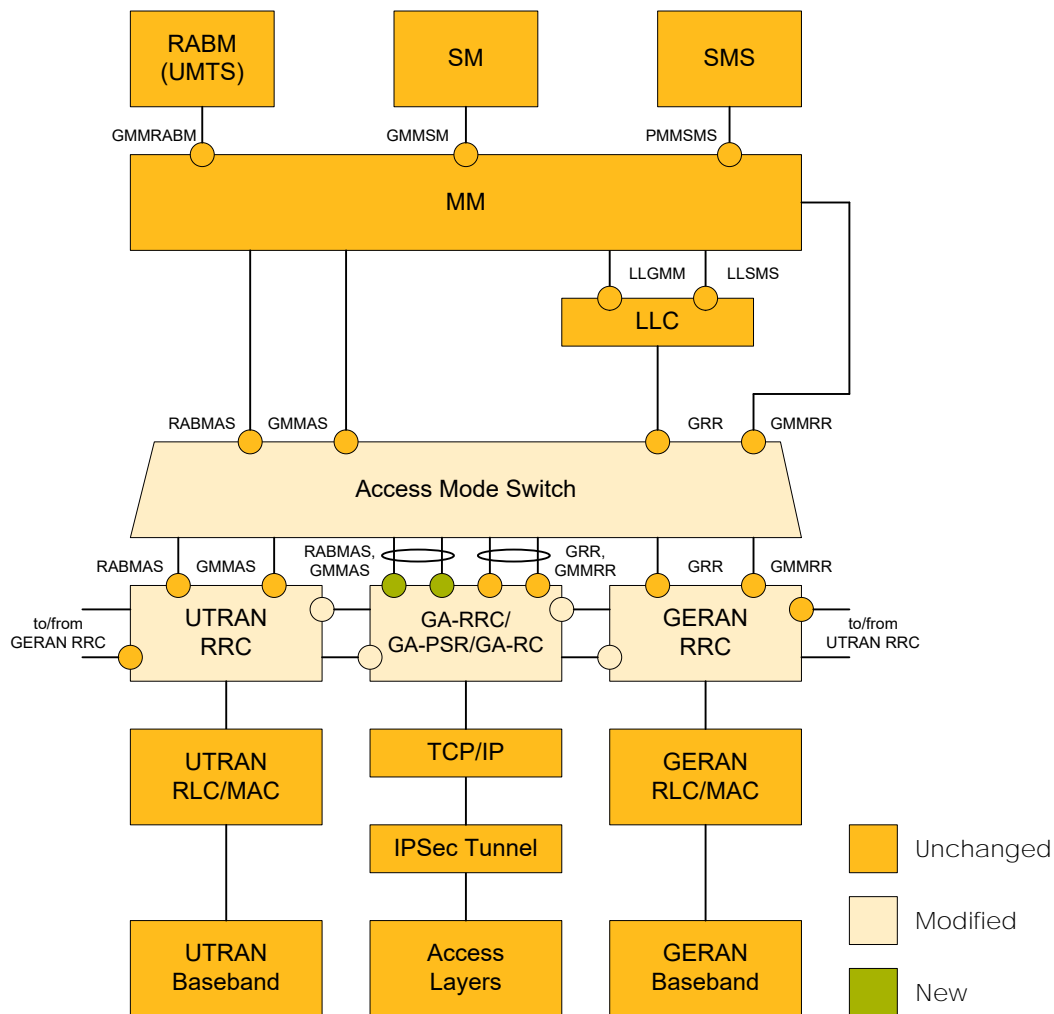 RABM
(UMTS)
SM
SMS
GMMRABM
GMMSM
PMMSMS
MM
LLGMM
LLSMS
LLC
RABMAS
GMMAS
GRR
GMMRR
Access Mode Switch
RABMAS
GMMAS
RABMAS,
GMMAS
GRR,
GMMRR
GRR
GMMRR
to/from
GERAN RRC
UTRAN
RRC
GA-RRC/
GA-PSR/GA-RC
GERAN
RRC
to/from
UTRAN RRC
UTRAN
RLC/MAC
TCP/IP
GERAN
RLC/MAC
IPSec Tunnel
UTRAN
Baseband
Access
Layers
GERAN
Baseband
Unchanged
Modified
New